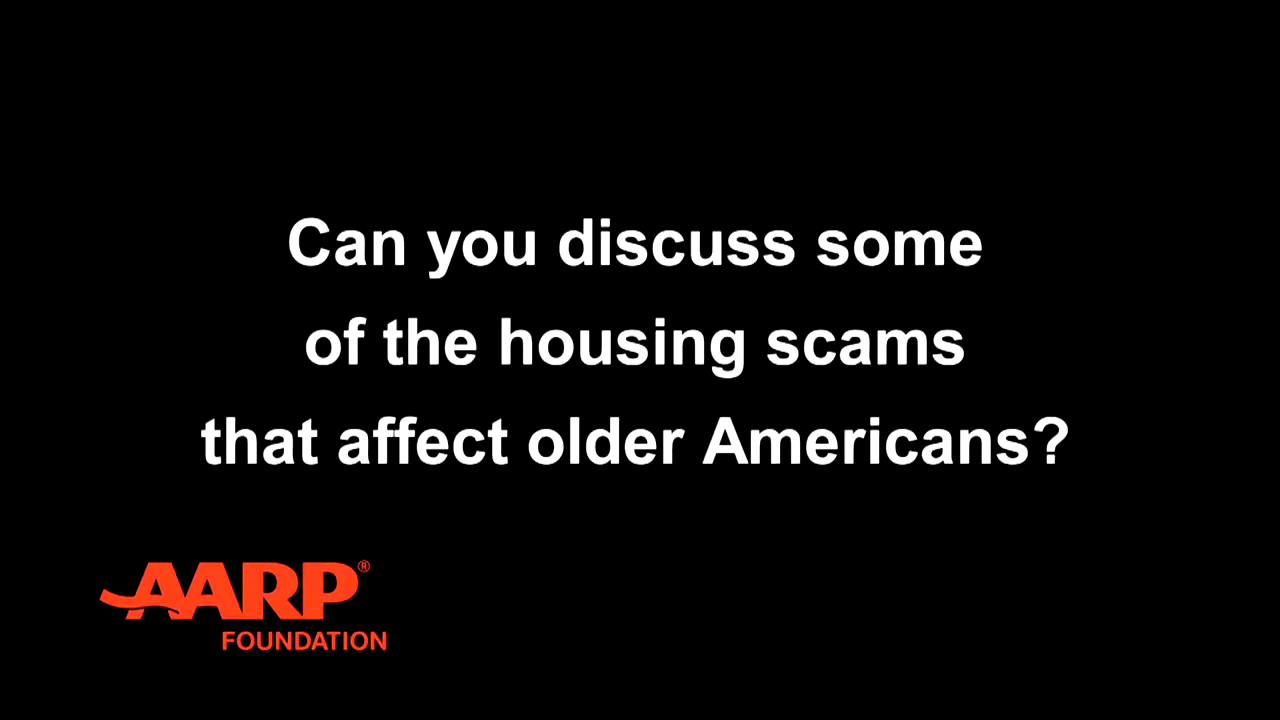 Can you discuss some
of the housing scams
that affect older Americans?
AARP®
FOUNDATION